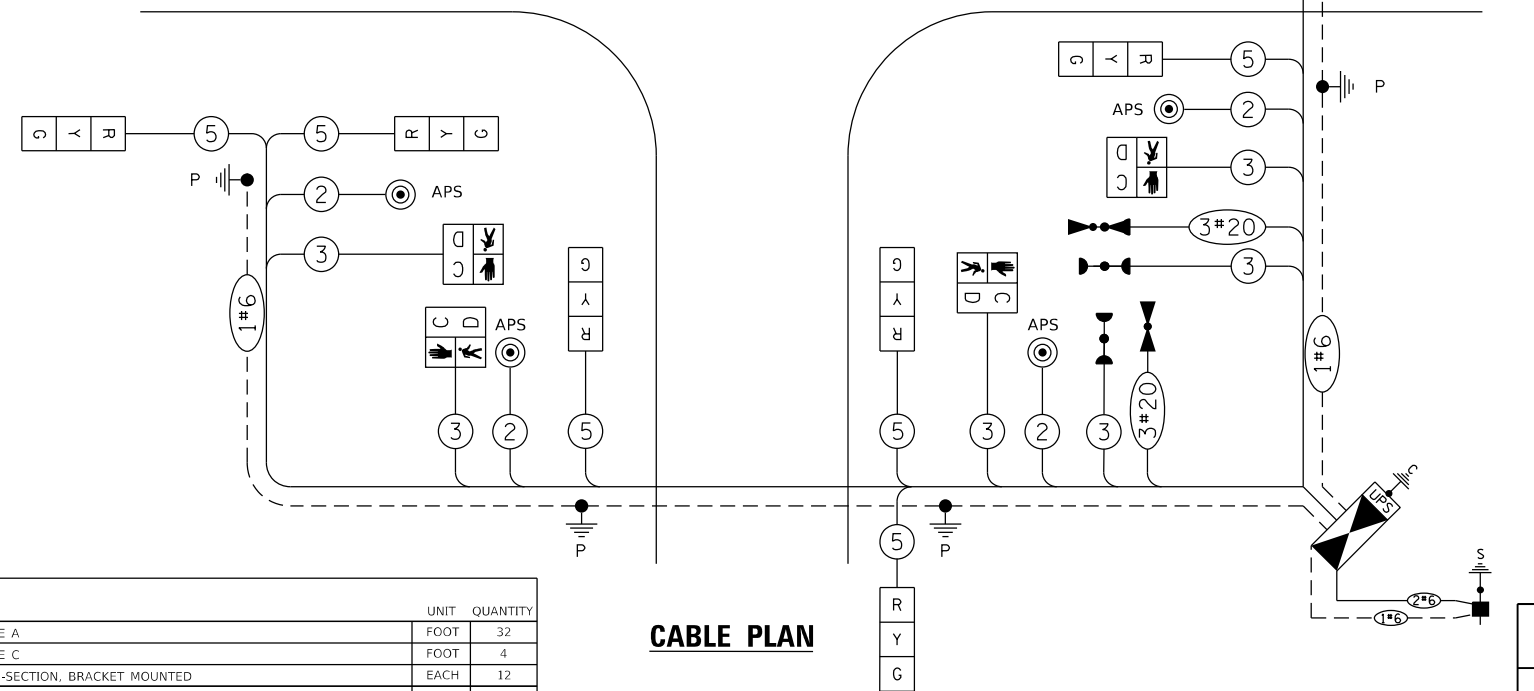 5
P
G Y R
5
5
R Y G
APS
2
P
2
APS
D
C
3
3
D
C
3#20
3
G
Y
R
G
Y
R
D C
C D
APS
APS
1#6
1#6
3#20
3
2
5
5
3
2
3
C
UPS
P
P
5
S
R
Y
G
2#6
1#6
CABLE PLAN
UNIT QUANTITY
E A FOOT 32
E C FOOT 4
-SECTION, BRACKET MOUNTED EACH 12
G Y R